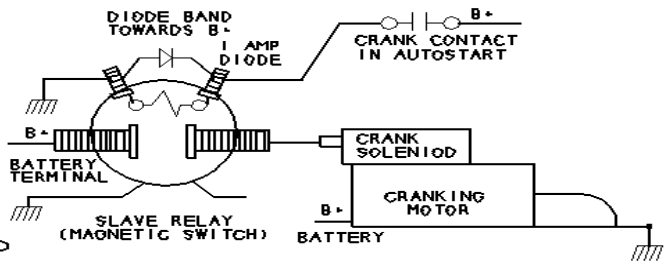 DIODE BAND
TOWARDS B+
1 AMP
DIODE
B+
CRANK CONTACT
IN AUTOSTART
B+
BATTERY
TERMINAL
CRANK
SOLENIOD
CRANKING
MOTOR
B+
BATTERY
SLAVE RELAY
(MAGNETIC SWITCH)